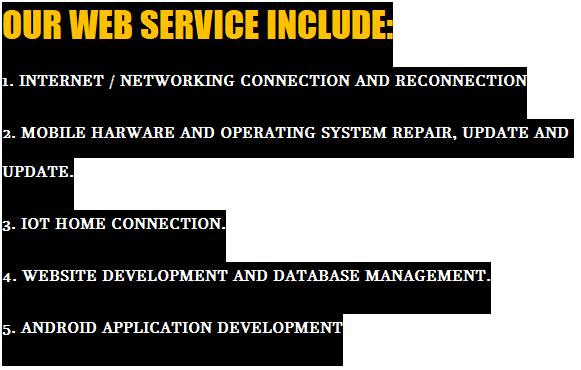 OUR WEB SERVICE INCLUDE:
1. INTERNET / NETWORKING CONNECTION AND RECONNECTION
2. MOBILE HARWARE AND OPERATING SYSTEM REPAIR, UPDATE AND
UPDATE.
3. IOT HOME CONNECTION.
4. WEBSITE DEVELOPMENT AND DATABASE MANAGEMENT.
5. ANDROID APPLICATION DEVELOPMENT